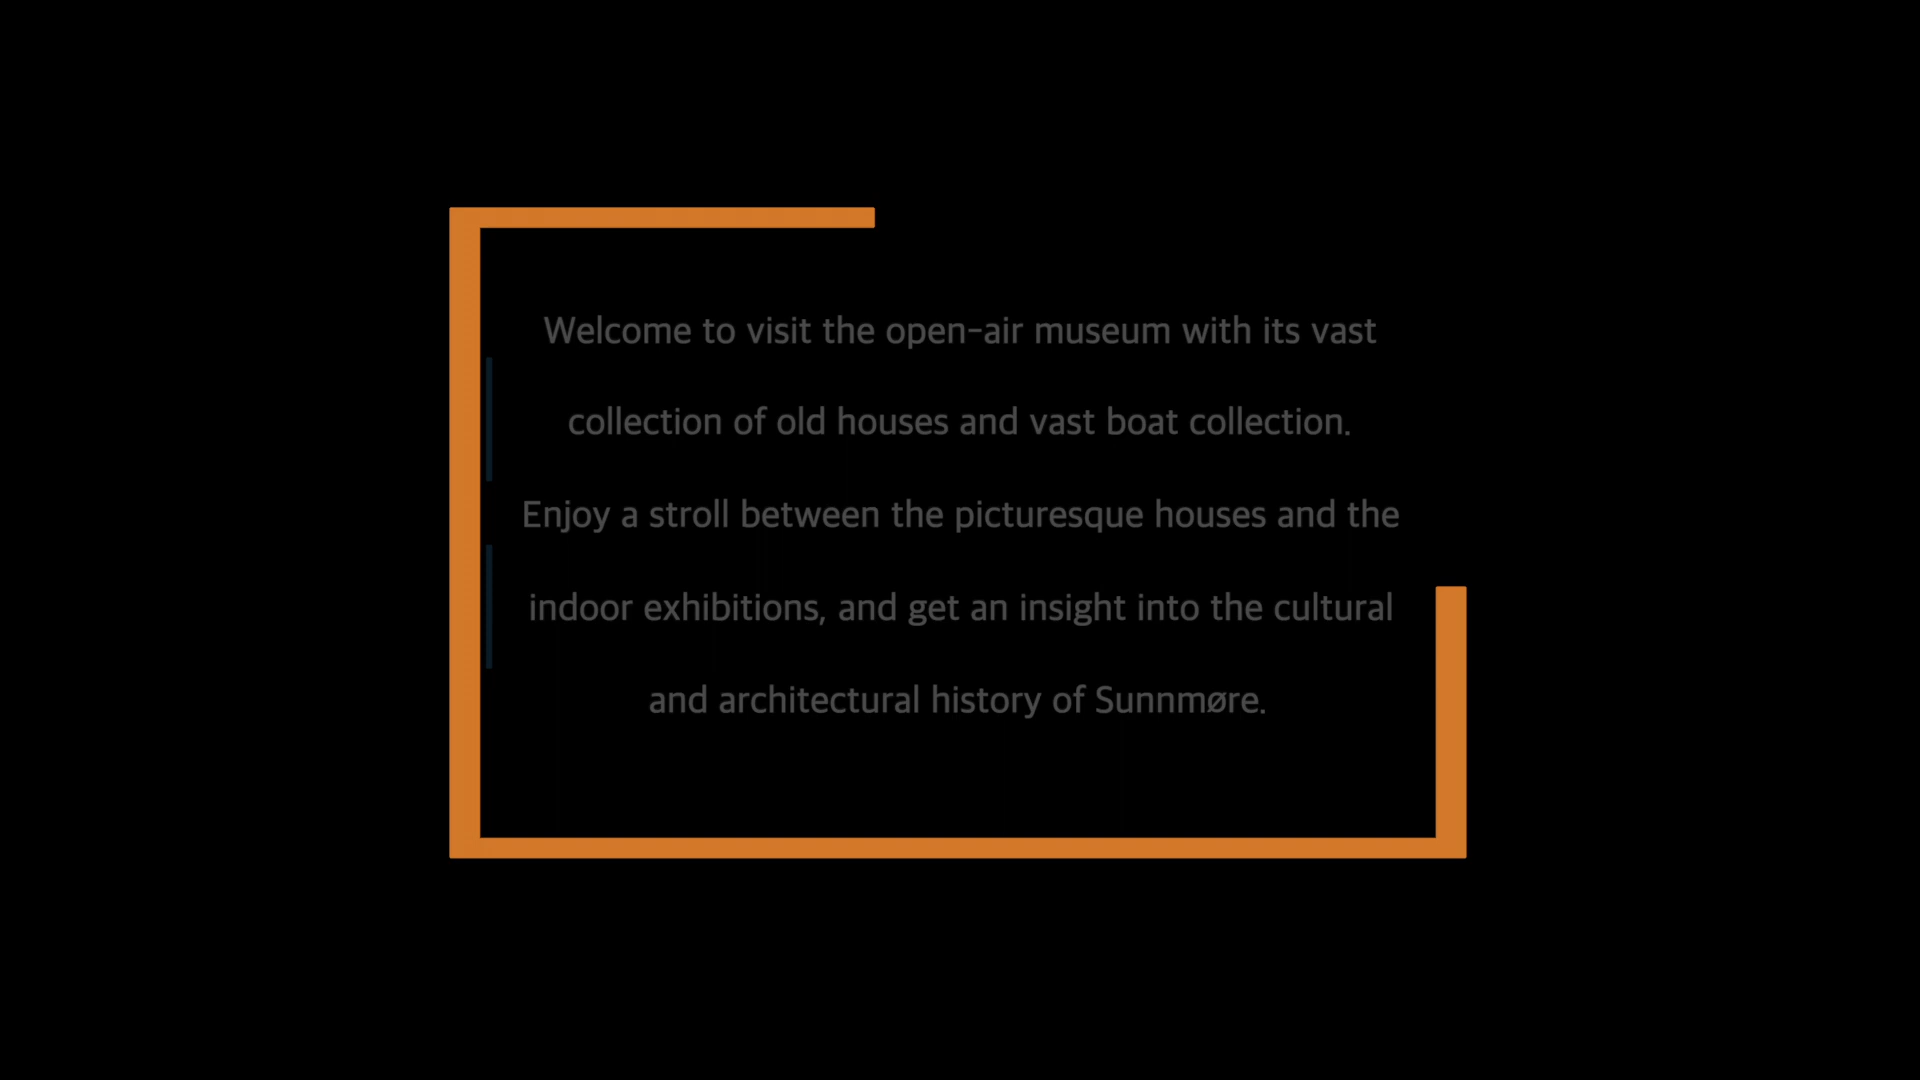 Welcome to visit the open-air museum with its vast
collection of old houses and vast boat collection.
Enjoy a stroll between the picturesque houses and the
indoor exhibitions, and get an insight into the cultural
and architectural history of Sunnmøre.